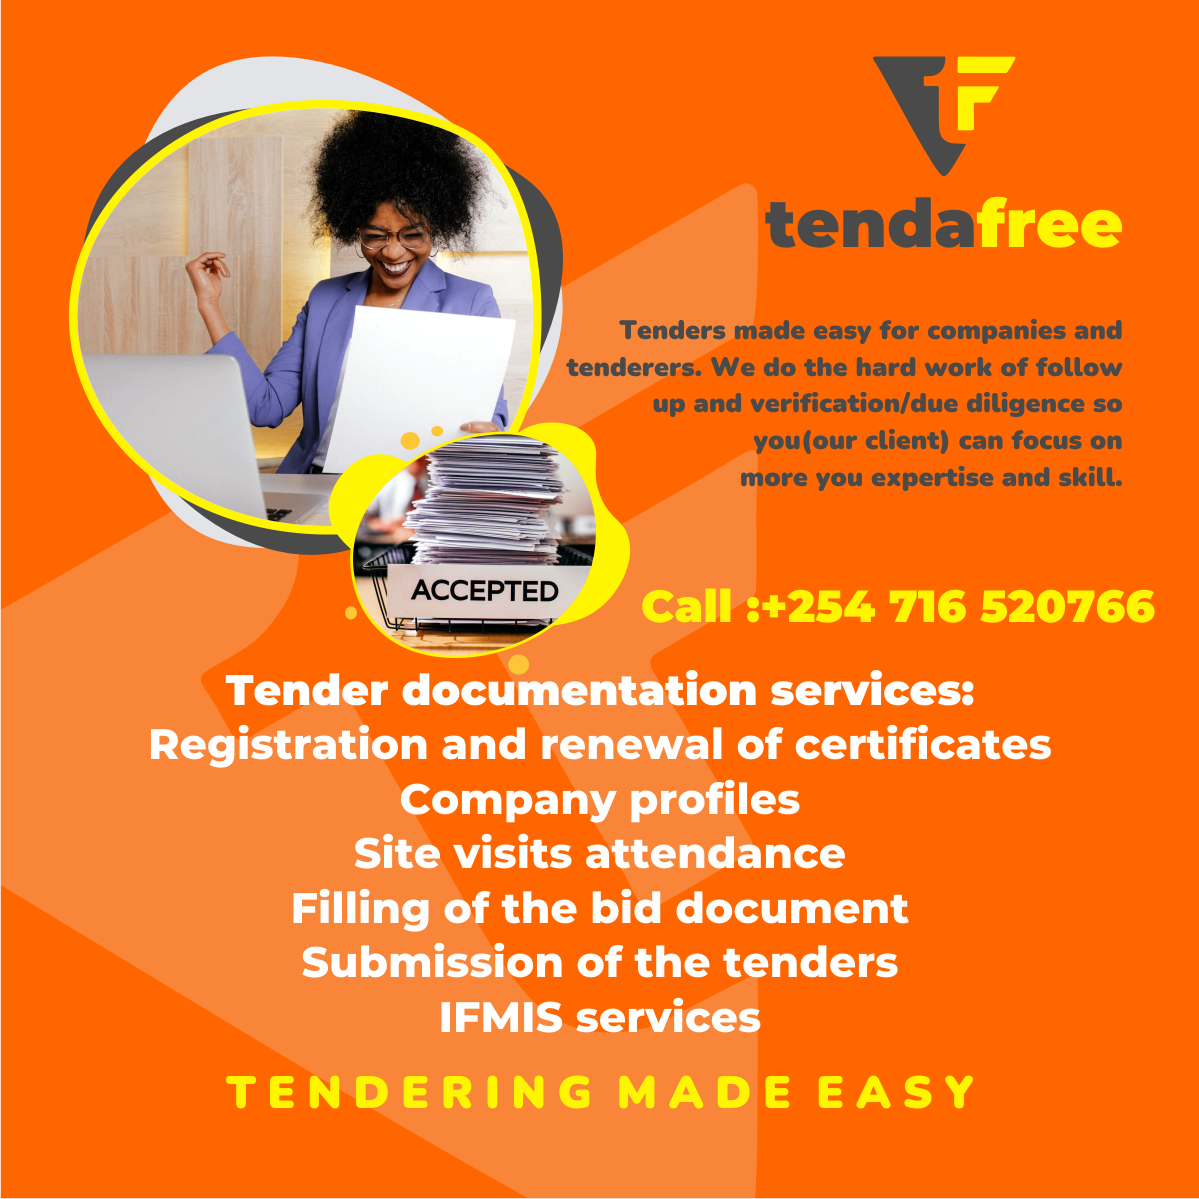 tF
tendafree
Tenders made easy for companies and
tenderers. We do the hard work of follow
up and verification/due diligence so
you(our client) can focus on
more you expertise and skill.
ACCEPTED
Call :+254 716 520766
Tender documentation services:
Registration and renewal of certificates
Company profiles
Site visits attendance
Filling of the bid document
Submission of the tenders
IFMIS services
TENDERING MADE EASY